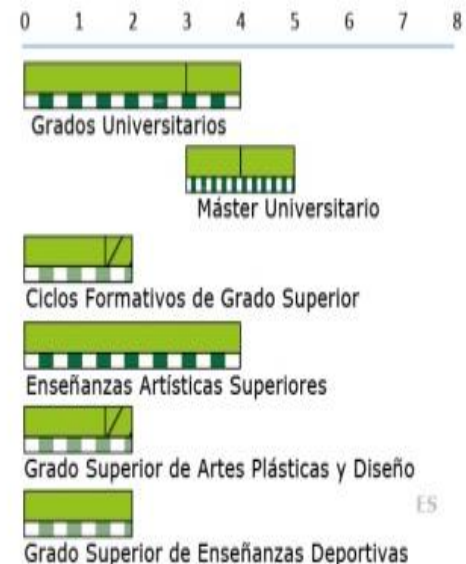 0 1 2 3 4 5 6 7 8
Grados Universitarios
Máster Universitario
Ciclos Formativos de Grado Superior
Enseñanzas Artísticas Superiores
Grado Superior de Artes Plásticas y Diseño
ES
Grado Superior de Enseñanzas Deportivas